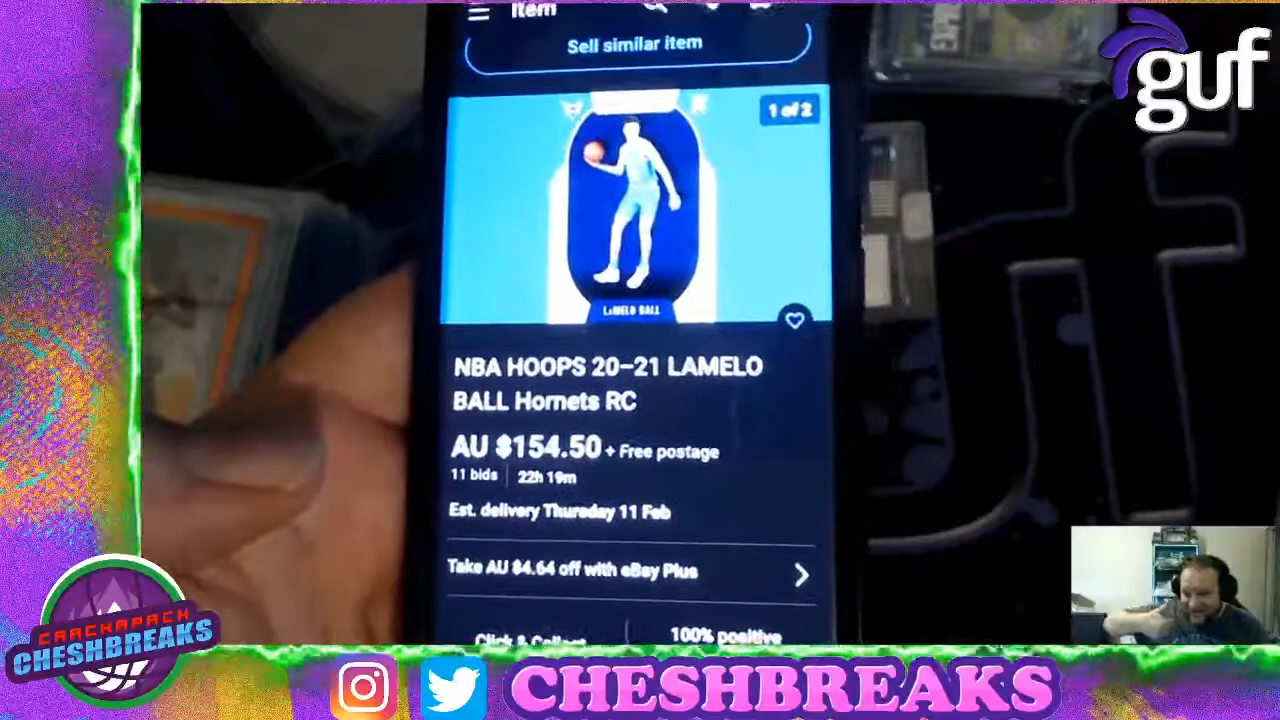 Item
Sell similar item
1 of 2
LaMELO BALL
NBA HOOPS 20-21 LAMELO
BALL Hornets RC
AU $154.50 + Free postage
11 bids | 22h 19m
Est. delivery Thursday 11 Feb
Take AU $4.64 off with eBay Plus
Click & Collect
100% positive
guf
CRACKAPACK
CHESHBREAKS
CHESHBREAKS